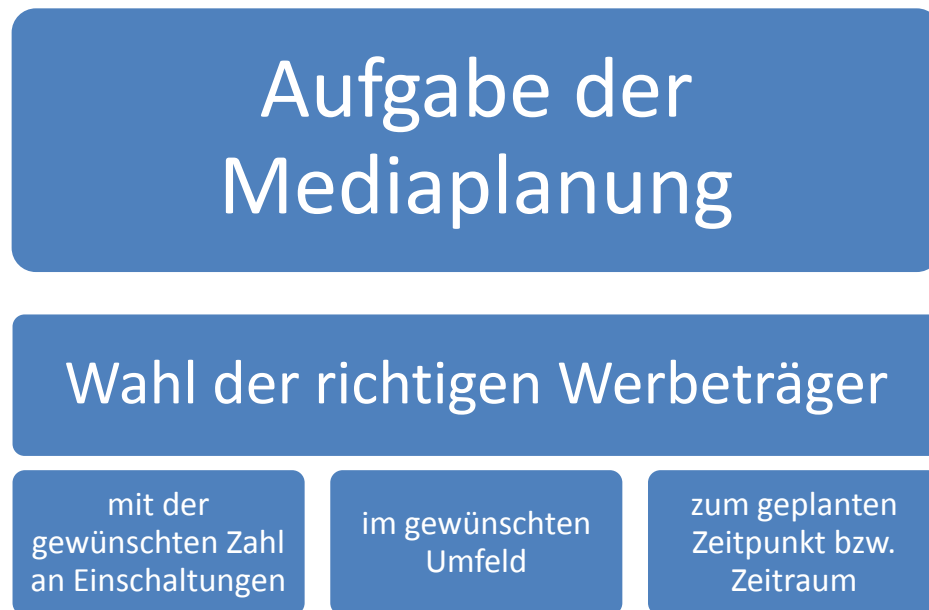 Aufgabe der
Mediaplanung
Wahl der richtigen Werbeträger
mit der
gewünschten Zahl
an Einschaltungen
im gewünschten
Umfeld
zum geplanten
Zeitpunkt bzw.
Zeitraum